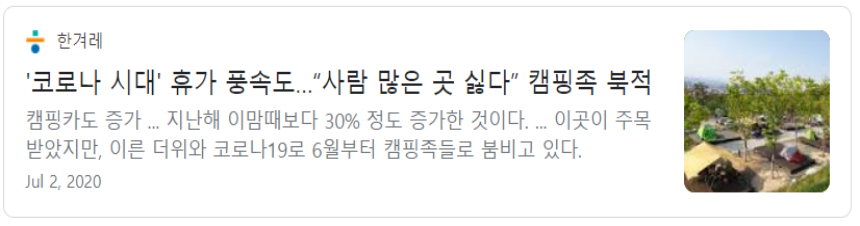 한겨레
'코로나 시대' 휴가 풍속도...“사람 많은 곳 싫다” 캠핑족 북적
캠핑카도 증가 ... 지난해 이맘때보다 30% 정도 증가한 것이다. ... 이곳이 주목
받았지만, 이른 더위와 코로나19로 6월부터 캠핑족들로 붐비고 있다.
Jul 2, 2020